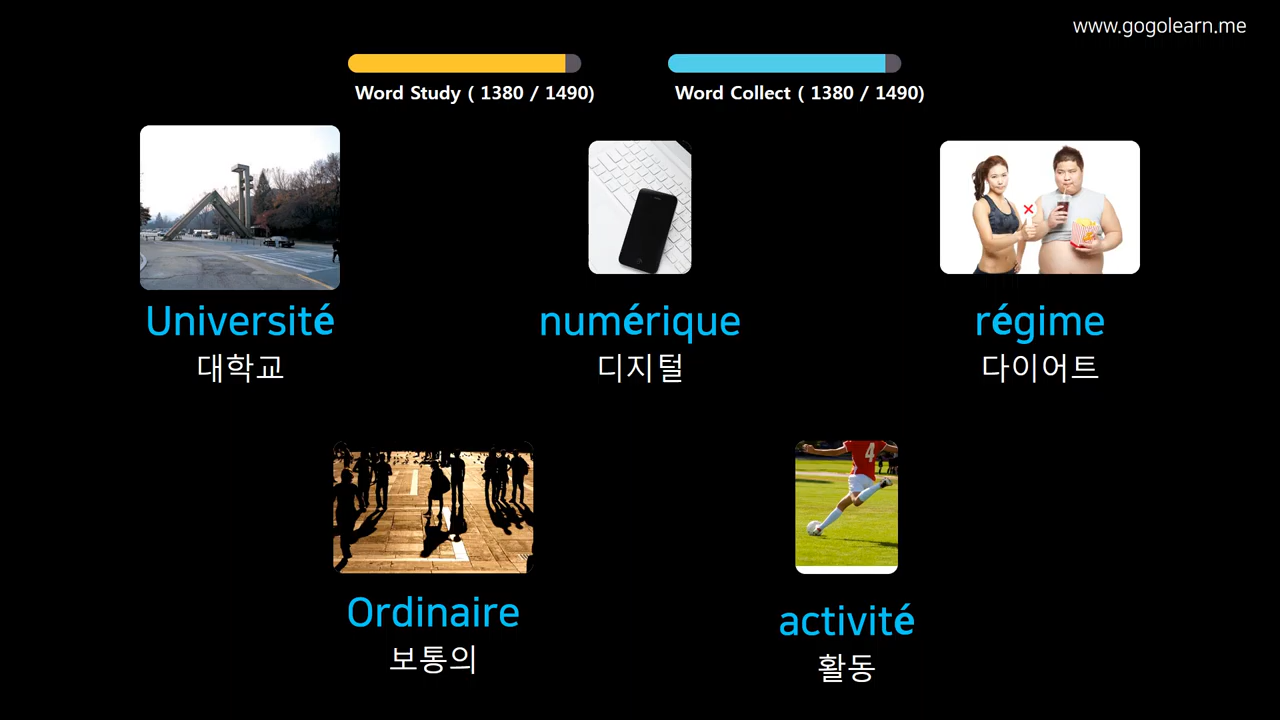 www.gogolearn.me
Word Study ( 1380 / 1490)
Word Collect ( 1380 / 1490)
Université
numérique
régime
대학교
디지털
다이어트
4
Ordinaire
activité
보통의
활동